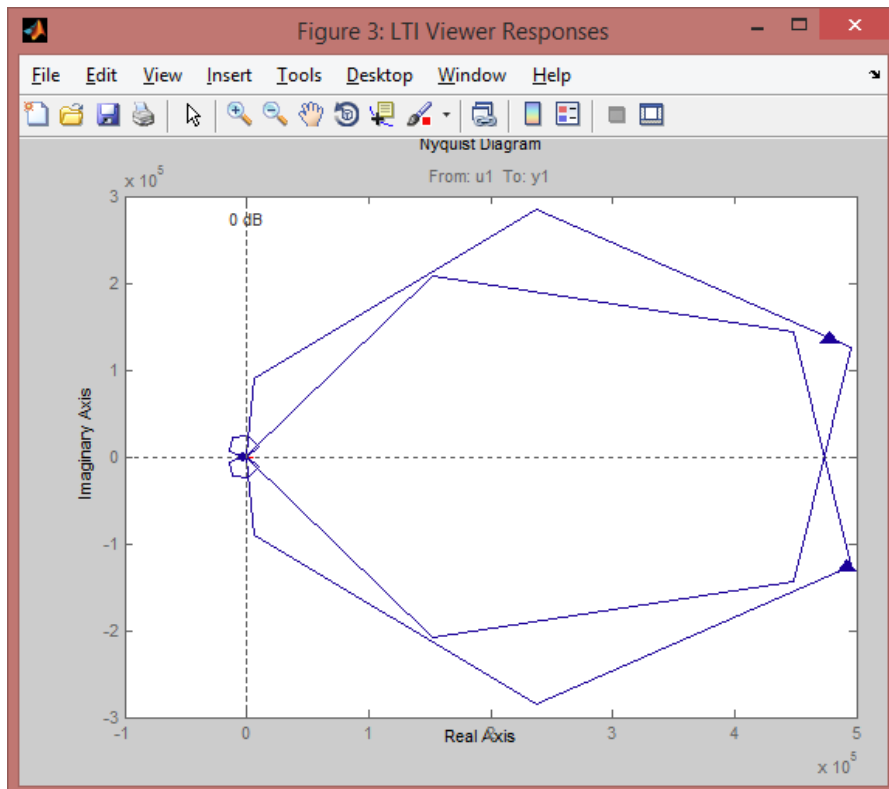 Figure 3: LTI Viewer Responses
File Edit View Insert Tools Desktop Window Help
Nyquist Diagram
From: u1 To: y1
x 10^5
0 dB
3
2
1
0
-1
-2
-3
Imaginary Axis
-1 0 1 2 3 4 5
Real Axis
x 10^5